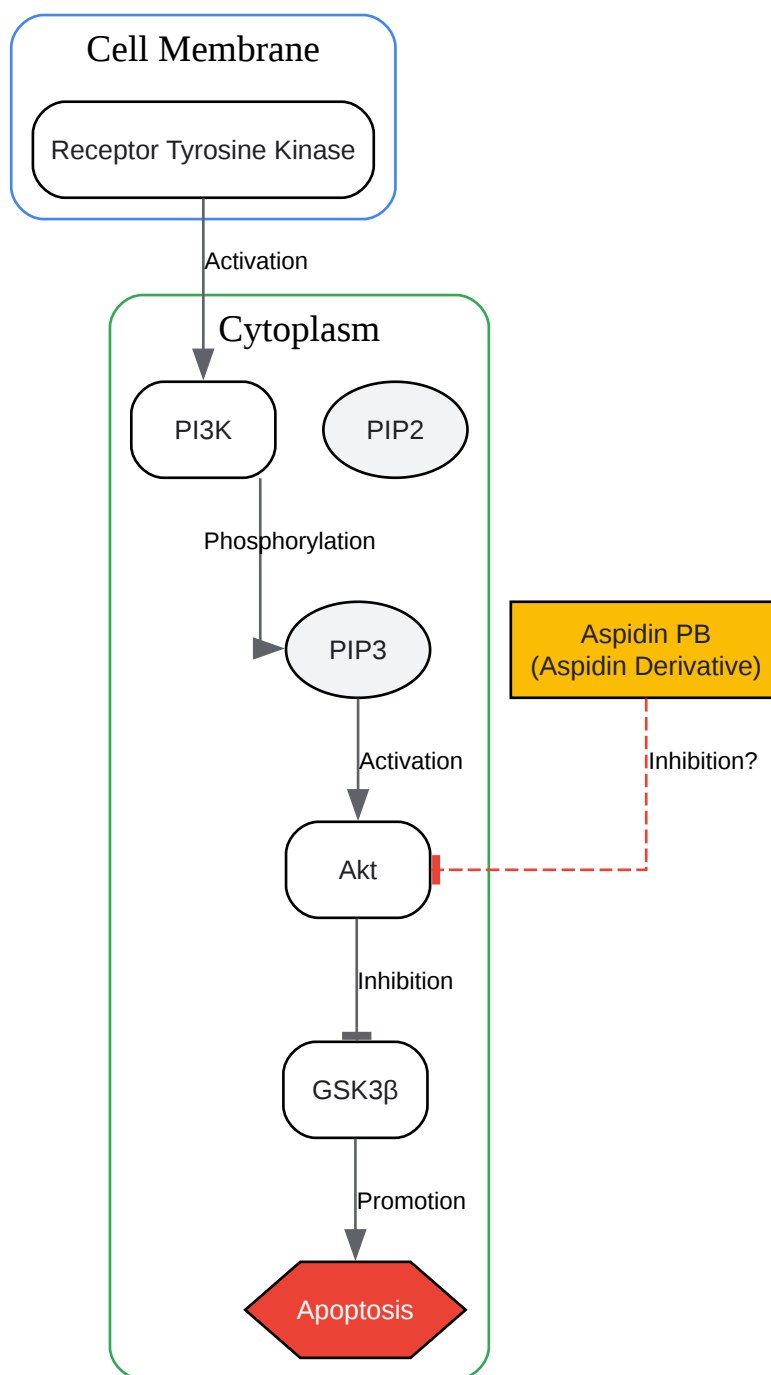 Cell Membrane
Receptor Tyrosine Kinase
Activation
Cytoplasm
PI3K
PIP2
Phosphorylation
PIP3
Aspidin PB
(Aspidin Derivative)
Activation
Inhibition?
Akt
Inhibition
GSK3β
Promotion
Apoptosis